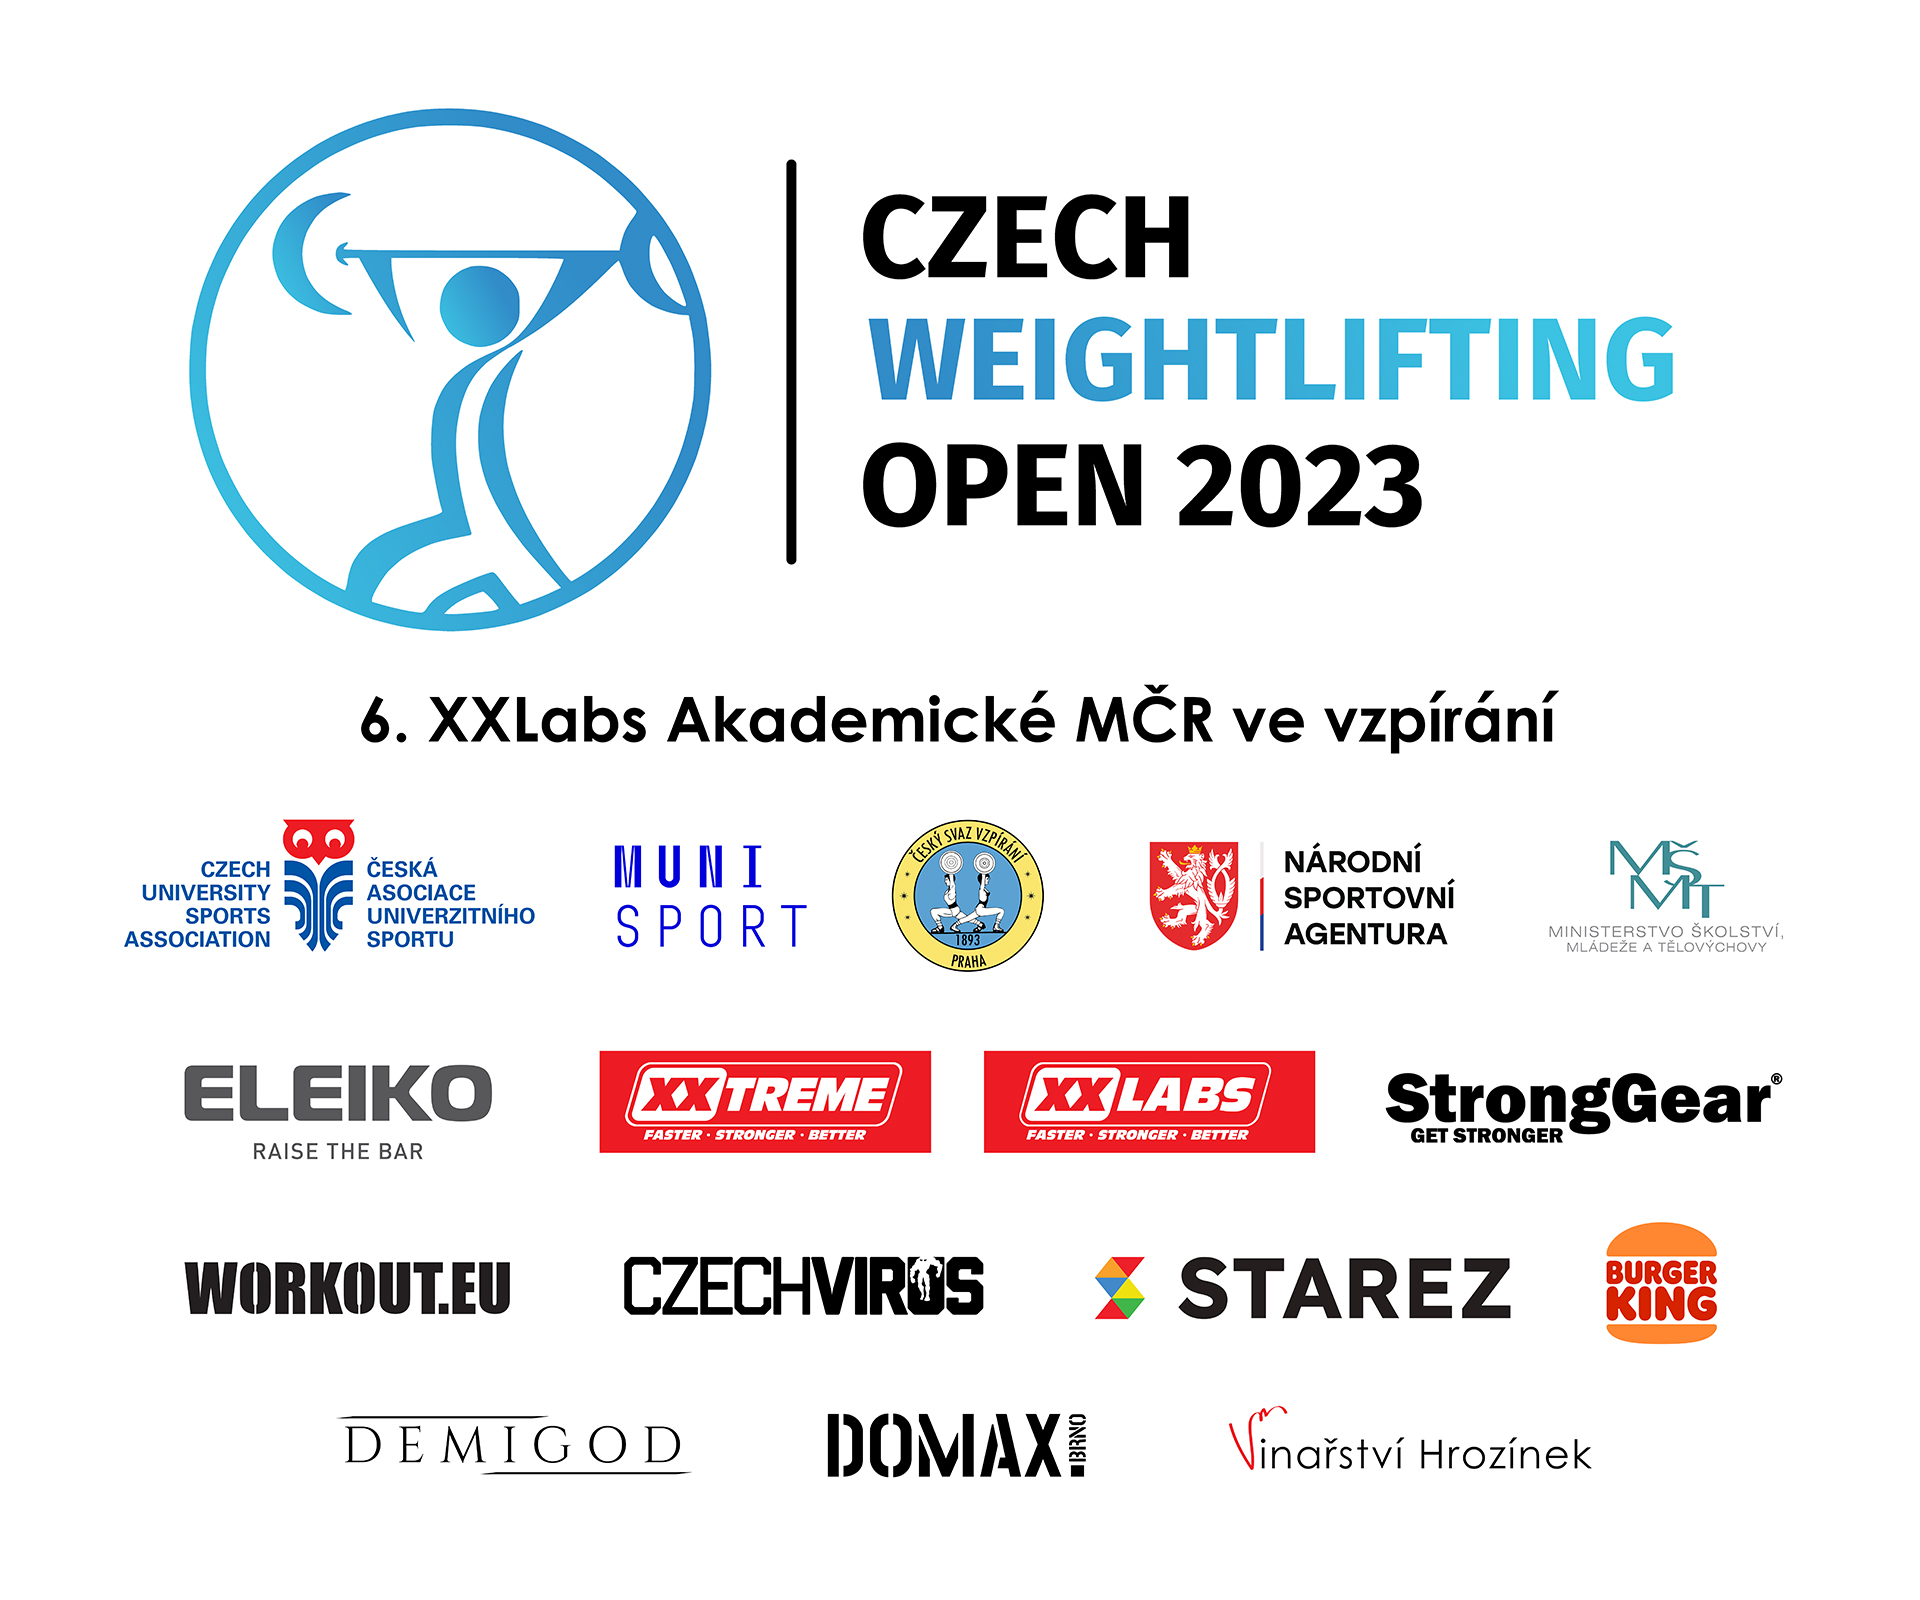 CZECH
WEIGHTLIFTING
OPEN 2023
6. XXLabs Akademické MČR ve vzpírání
CZECH
UNIVERSITY
SPORTS
ASSOCIATION
ČESKÁ
ASOCIACE
UNIVERZITNÍHO
SPORTU
MUNI
SPORT
ČESKÝ SVAZ VZPÍRÁNÍ
1893
PRAHA
NÁRODNÍ
SPORTOVNÍ
AGENTURA
MŠMT
MINISTERSTVO ŠKOLSTVÍ,
MLÁDEŽE A TĚLOVÝCHOVY
ELEIKO
RAISE THE BAR
XXTREME
FASTER · STRONGER · BETTER
XXLABS
FASTER · STRONGER · BETTER
StrongGear®
GET STRONGER
WORKOUT.EU
CZECHVIRUS
STAREZ
BURGER
KING
DEMIGOD
DOMAX
BRNO
Vinařství Hrozínek